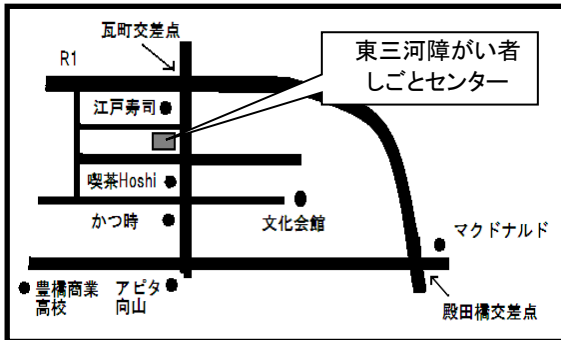 瓦町交差点
R1
東三河障がい者
しごとセンター
江戸寿司
喫茶Hoshi
かつ時
文化会館
マクドナルド
豊橋商業
高校
アピタ
向山
殿田橋交差点